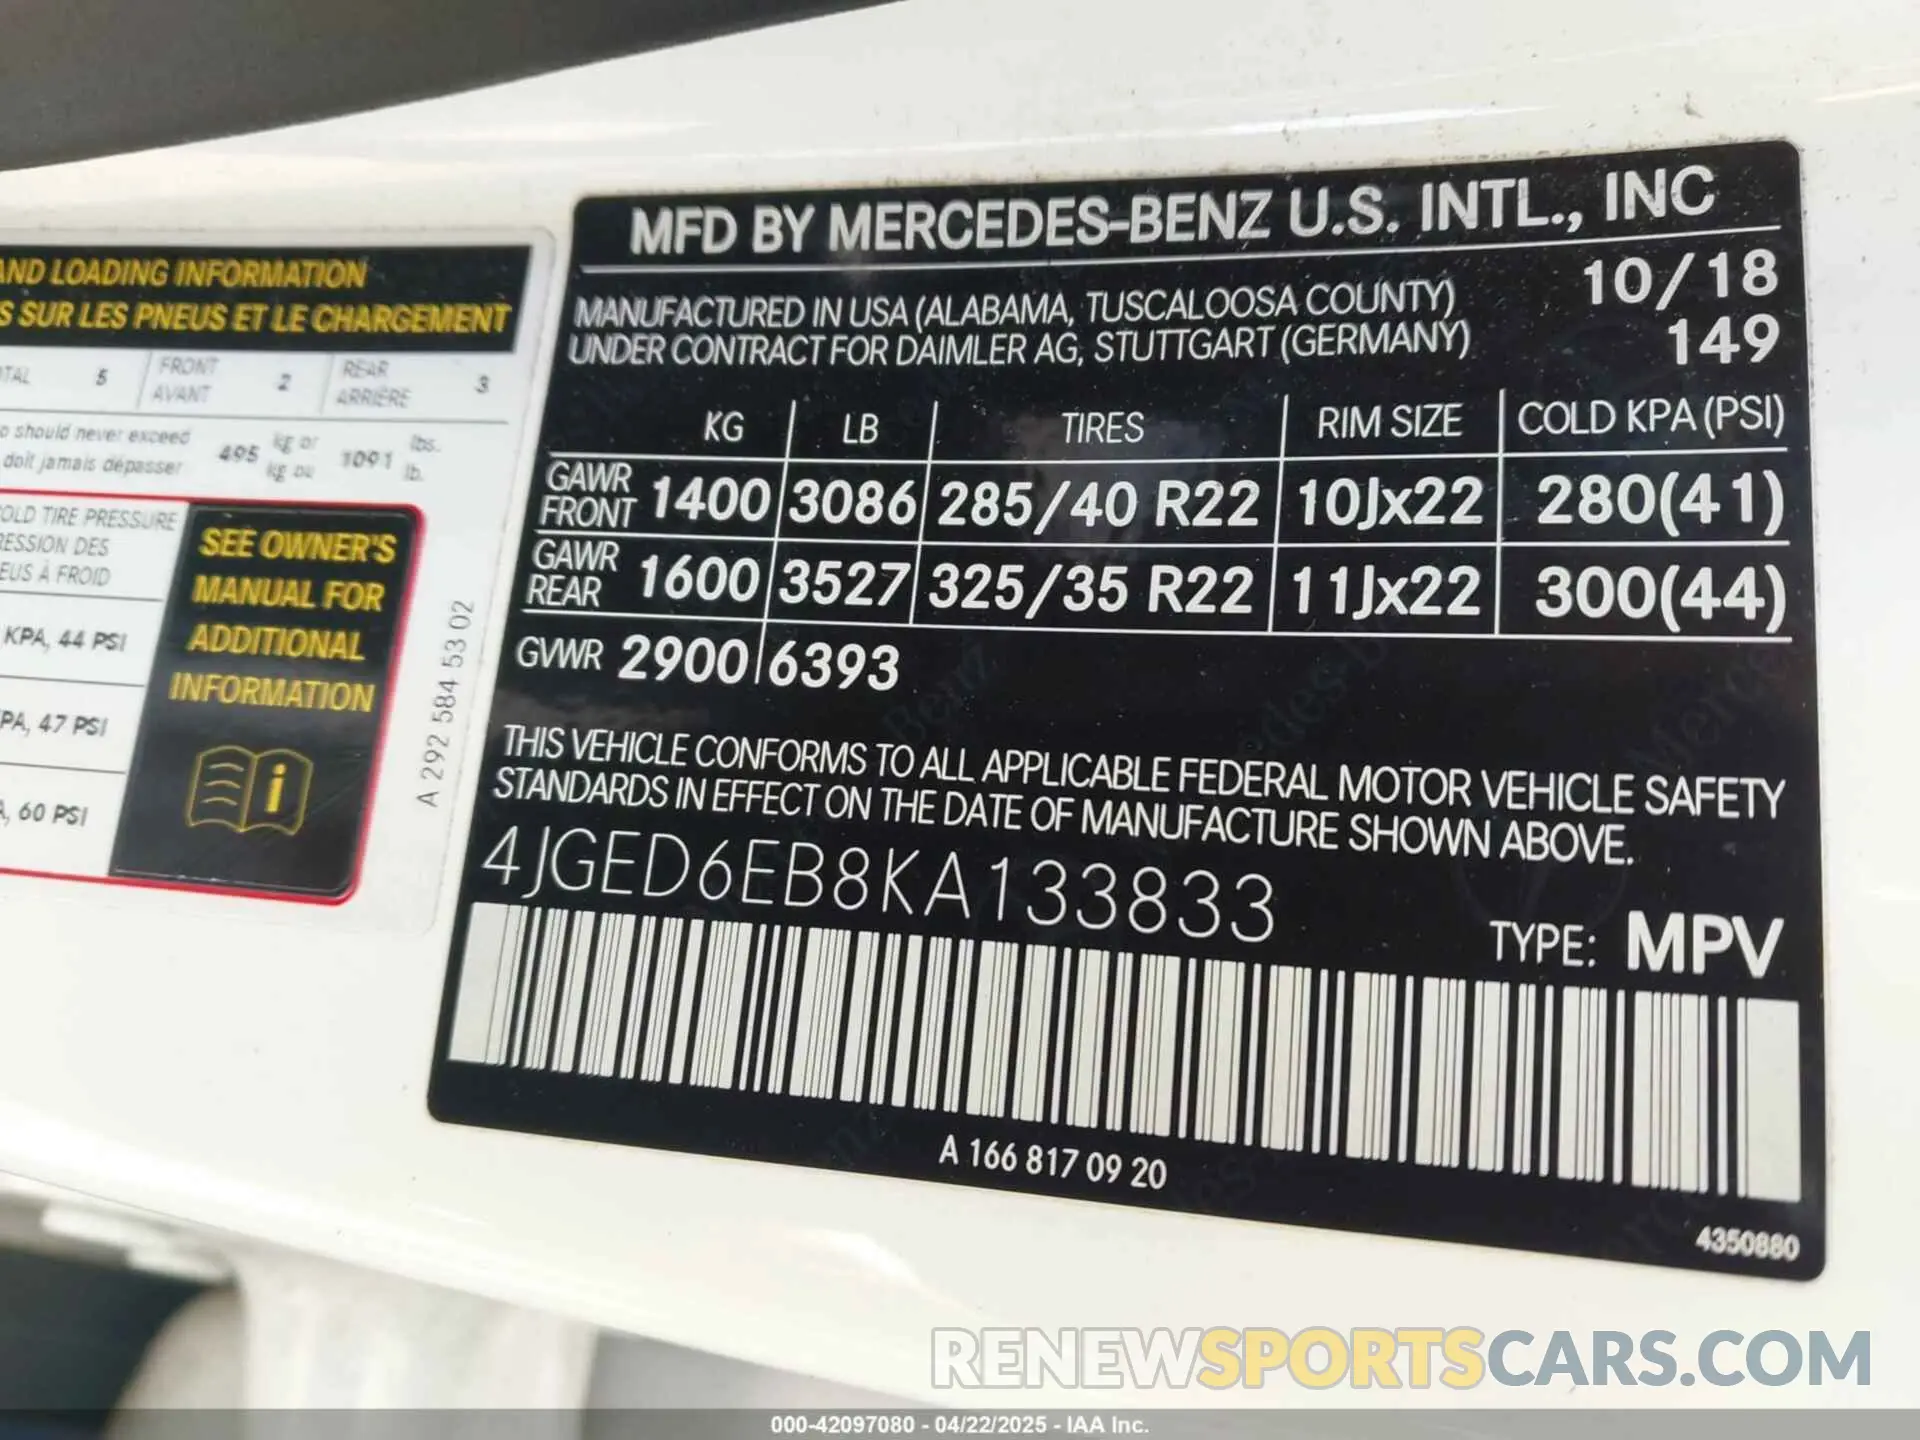 AND LOADING INFORMATION
S SUR LES PNEUS ET LE CHARGEMENT
5 FRONT AVANT 2 REAR ARRIÈRE 3
should never exceed 495 kg or 1091 lbs.
doit jamais dépasser kg ou lb.
COLD TIRE PRESSURE
DES
À FROID
KPA, 44 PSI
PA, 47 PSI
60 PSI
SEE OWNER'S
MANUAL FOR
ADDITIONAL
INFORMATION
i
A 292 584 53 02
MFD BY MERCEDES-BENZ U.S. INTL., INC
MANUFACTURED IN USA (ALABAMA, TUSCALOOSA COUNTY) 10/18
UNDER CONTRACT FOR DAIMLER AG, STUTTGART (GERMANY) 149
KG LB TIRES RIM SIZE COLD KPA (PSI)
GAWR FRONT 1400 3086 285/40 R22 10Jx22 280(41)
GAWR REAR 1600 3527 325/35 R22 11Jx22 300(44)
GVWR 2900 6393
THIS VEHICLE CONFORMS TO ALL APPLICABLE FEDERAL MOTOR VEHICLE SAFETY
STANDARDS IN EFFECT ON THE DATE OF MANUFACTURE SHOWN ABOVE.
4JGED6EB8KA133833
TYPE: MPV
A 166 817 09 20
4350880
RENEWSPORTSCARS.COM
000-42097080 - 04/22/2025 - IAA Inc.